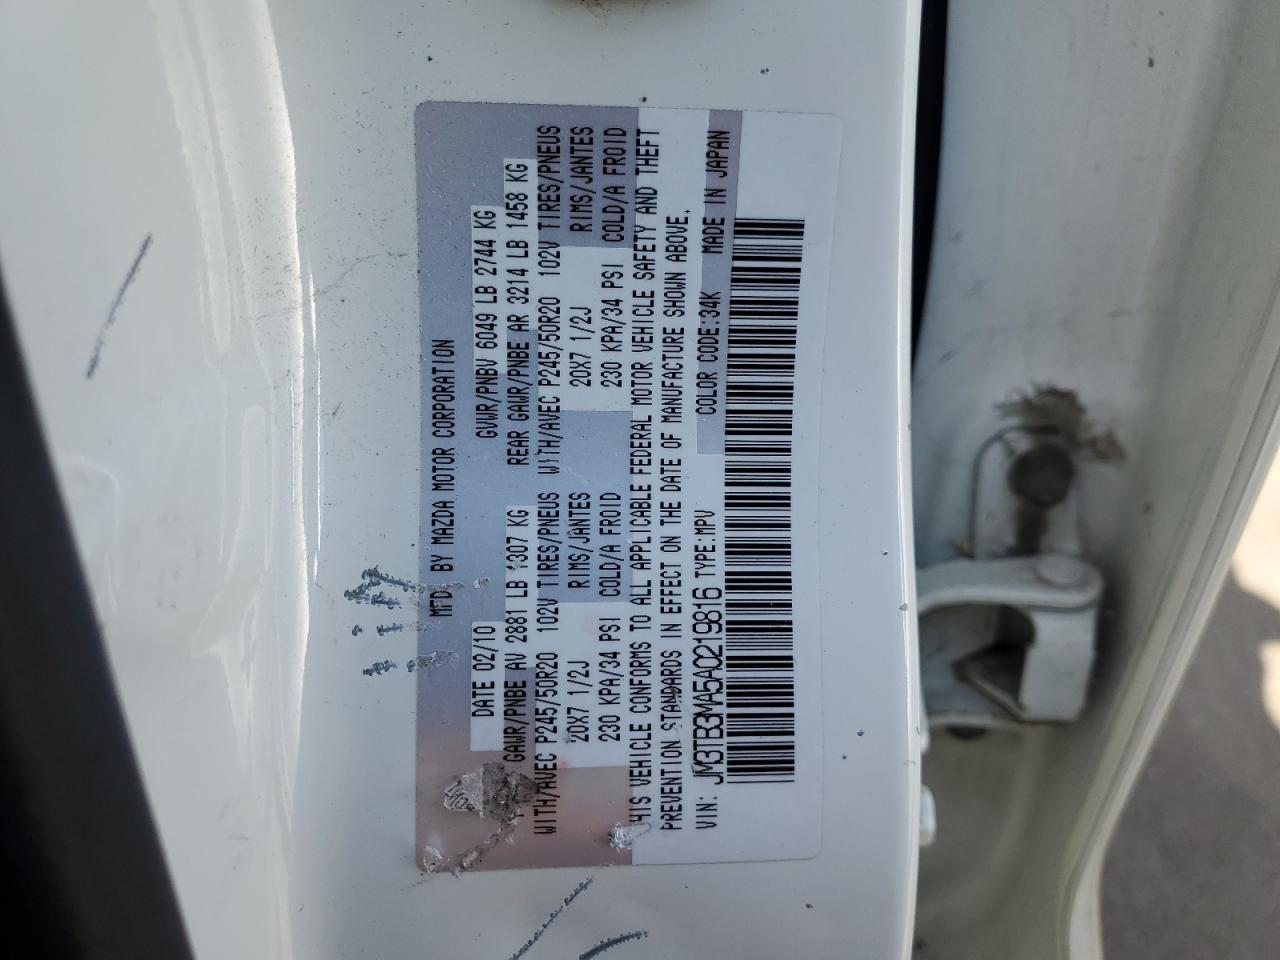 MFD. BY MAZDA MOTOR CORPORATION
DATE 02/10 GVWR/PNBV 6049 LB 2744 KG
GAWR/PNBE AV 2881 LB 1307 KG REAR GAWR/PNBE AR 3214 LB 1458 KG
WITH/AVEC P245/50R20 102V TIRES/PNEUS WITH/AVEC P245/50R20 102V TIRES/PNEUS
20X7 1/2J RIMS/JANTES 20X7 1/2J RIMS/JANTES
230 KPA/34 PSI COLD/A FROID 230 KPA/34 PSI COLD/A FROID
HIS VEHICLE CONFORMS TO ALL APPLICABLE FEDERAL MOTOR VEHICLE SAFETY AND THEFT
PREVENTION STANDARDS IN EFFECT ON THE DATE OF MANUFACTURE SHOWN ABOVE.
VIN: JM3TB3MA5A0219816 TYPE:MPV COLOR CODE:34K MADE IN JAPAN